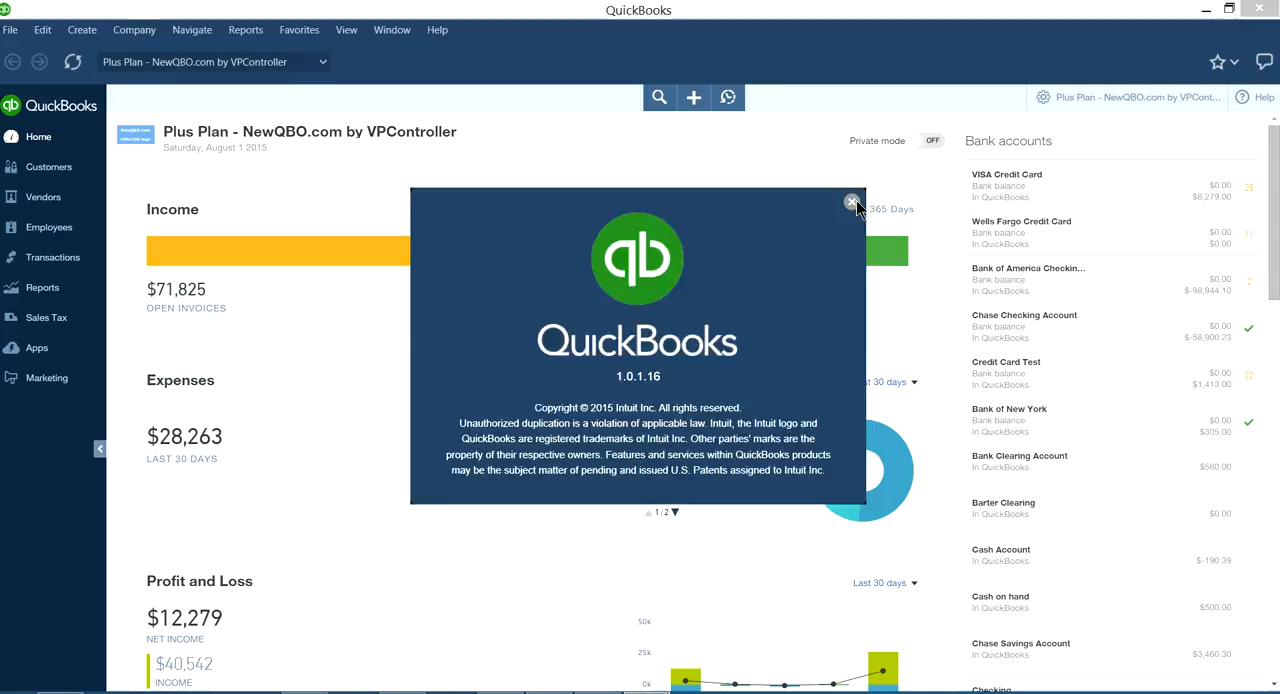 QuickBooks
File Edit Create Company Navigate Reports Favorites View Window Help
Plus Plan - NewQBO.com by VPController
qb QuickBooks
Plus Plan - NewQBO.com by VPCont... Help
Home
Customers
Vendors
Employees
Transactions
Reports
Sales Tax
Apps
Marketing
Plus Plan - NewQBO.com by VPController
Saturday, August 1 2015
Private mode OFF
Income
365 Days
$71,825
OPEN INVOICES
Expenses
st 30 days
$28,263
LAST 30 DAYS
1 / 2
Profit and Loss
Last 30 days
$12,279
NET INCOME
$40,542
INCOME
50k
25k
0k
qb
QuickBooks
1.0.1.16
Copyright © 2015 Intuit Inc. All rights reserved.
Unauthorized duplication is a violation of applicable law. Intuit, the Intuit logo and
QuickBooks are registered trademarks of Intuit Inc. Other parties' marks are the
property of their respective owners. Features and services within QuickBooks products
may be the subject matter of pending and issued U.S. Patents assigned to Intuit Inc.
Bank accounts
VISA Credit Card
Bank balance $0.00 25
In QuickBooks $8,279.00
Wells Fargo Credit Card
Bank balance $0.00 11
In QuickBooks $0.00
Bank of America Checkin...
Bank balance $0.00 2
In QuickBooks $-98,944.10
Chase Checking Account
Bank balance $0.00
In QuickBooks $-58,900.23
Credit Card Test
Bank balance $0.00 22
In QuickBooks $1,413.00
Bank of New York
Bank balance $0.00
In QuickBooks $305.00
Bank Clearing Account
In QuickBooks $580.00
Barter Clearing
In QuickBooks $0.00
Cash Account
In QuickBooks $-190.39
Cash on hand
In QuickBooks $500.00
Chase Savings Account
In QuickBooks $3,460.30
Checking